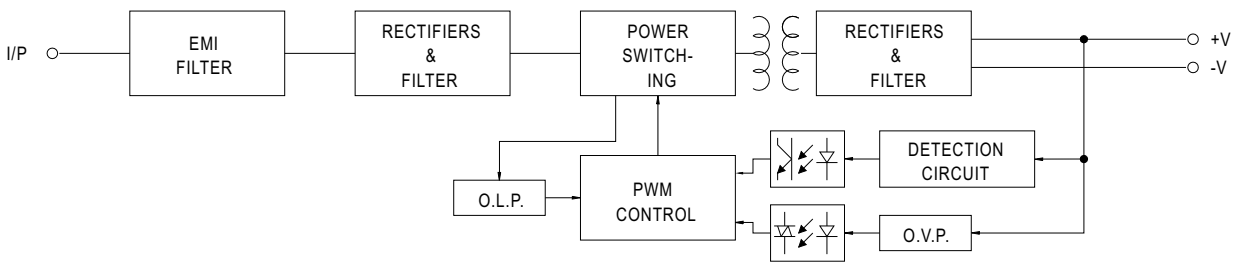 I/P
EMI
FILTER
RECTIFIERS
&
FILTER
POWER
SWITCH-
ING
RECTIFIERS
&
FILTER
+V
-V
O.L.P.
PWM
CONTROL
DETECTION
CIRCUIT
O.V.P.